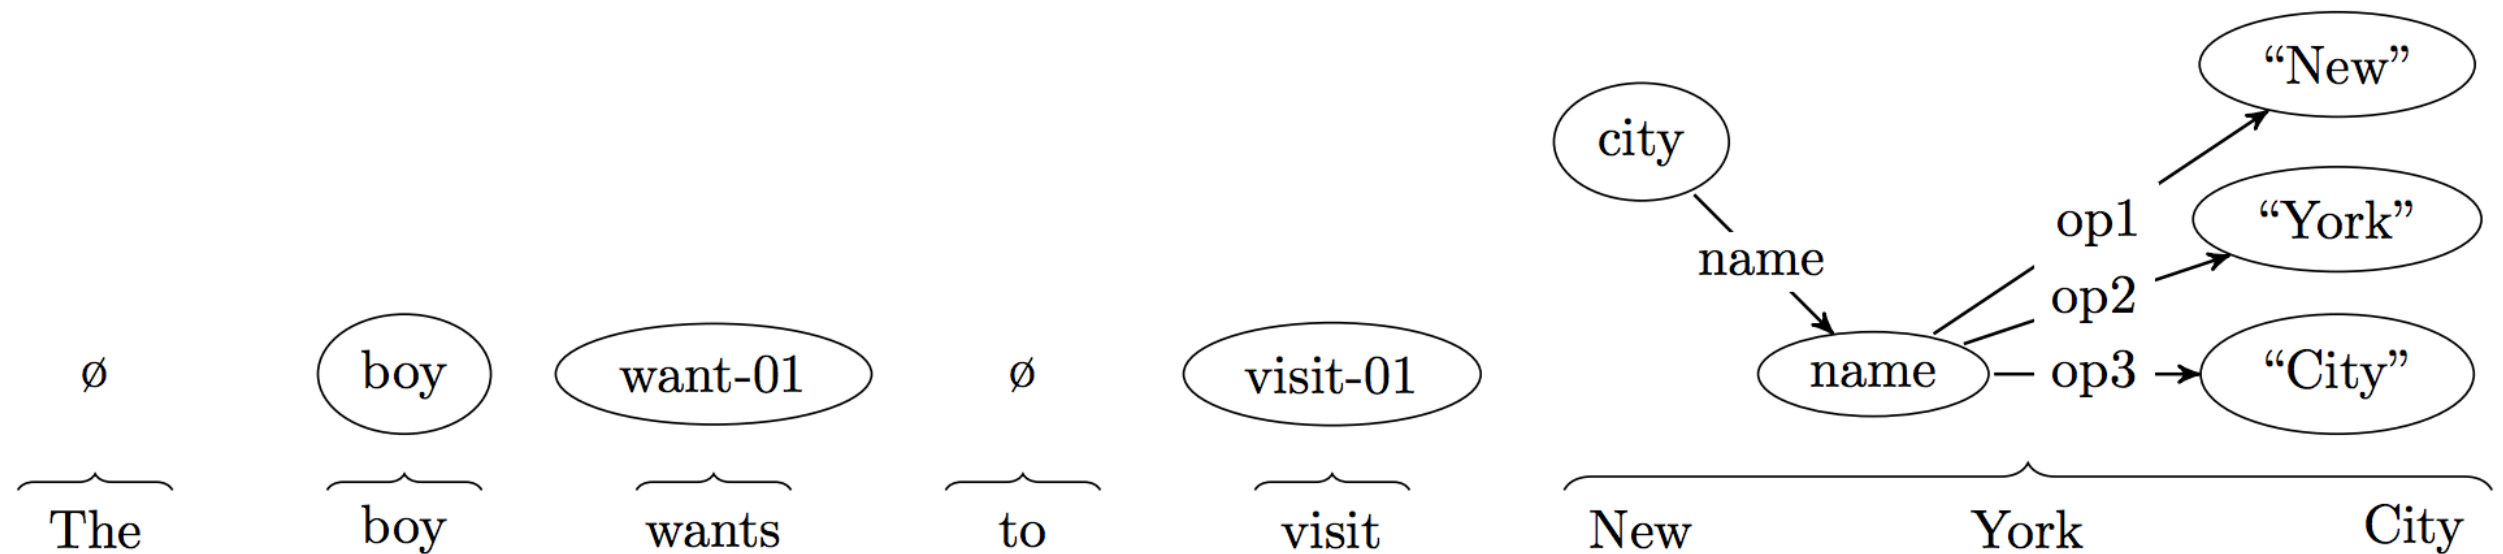 “New”
city
“York”
op1
name
op2
∅ boy want-01 ∅ visit-01 name op3 “City”
The boy wants to visit New York City